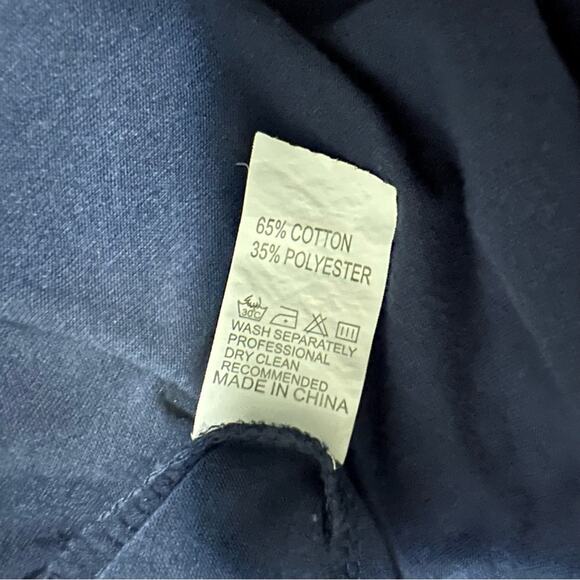 65% COTTON
35% POLYESTER
30C
WASH SEPARATELY
PROFESSIONAL
DRY CLEAN
RECOMMENDED
MADE IN CHINA